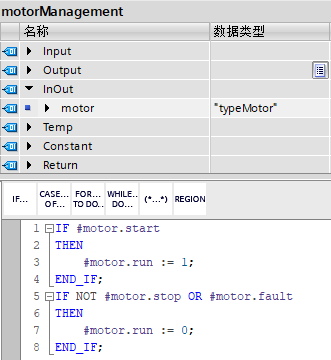 motorManagement
名称 数据类型
Input
Output
InOut
motor "typeMotor"
Temp
Constant
Return
IF... CASE... OF... FOR... TO DO... WHILE... DO... (*...*) REGION
1 IF #motor.start
2 THEN
3 #motor.run := 1;
4 END_IF;
5 IF NOT #motor.stop OR #motor.fault
6 THEN
7 #motor.run := 0;
8 END_IF;